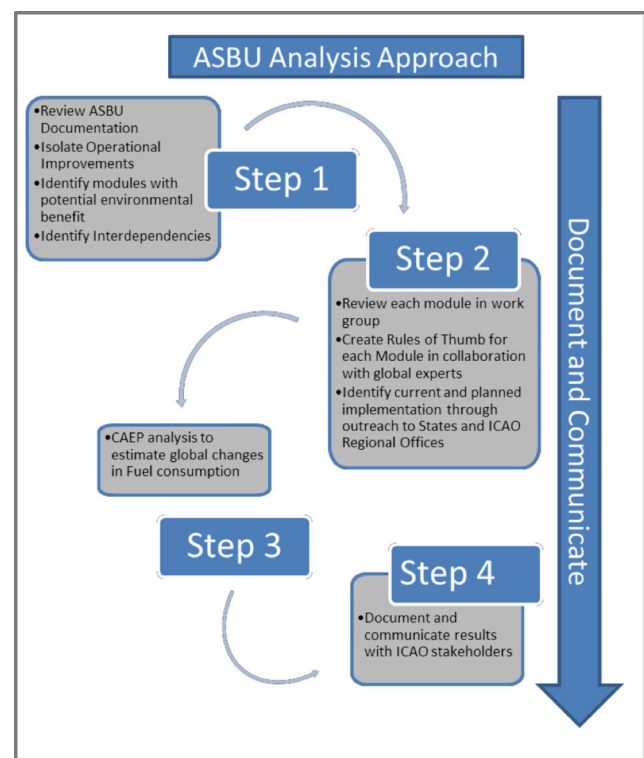 ASBU Analysis Approach
•Review ASBU
Documentation
•Isolate Operational
Improvements
•Identify modules with
potential environmental
benefit
•Identify Interdependencies
Step 1
Step 2
•Review each module in work
group
•Create Rules of Thumb for
each Module in collaboration
with global experts
•Identify current and planned
implementation through
outreach to States and ICAO
Regional Offices
•CAEP analysis to
estimate global changes
in Fuel consumption
Step 3
Step 4
•Document and
communicate results
with ICAO stakeholders
Document and Communicate